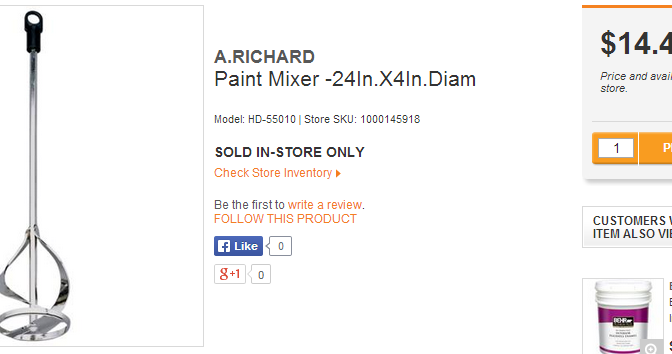 A.RICHARD
Paint Mixer -24In.X4In.Diam
Model: HD-55010 | Store SKU: 1000145918
SOLD IN-STORE ONLY
Check Store Inventory
Be the first to write a review.
FOLLOW THIS PRODUCT
Like 0
g+1 0
$14.4
Price and avai
store.
1 P
CUSTOMERS
ITEM ALSO VIE
BEHR